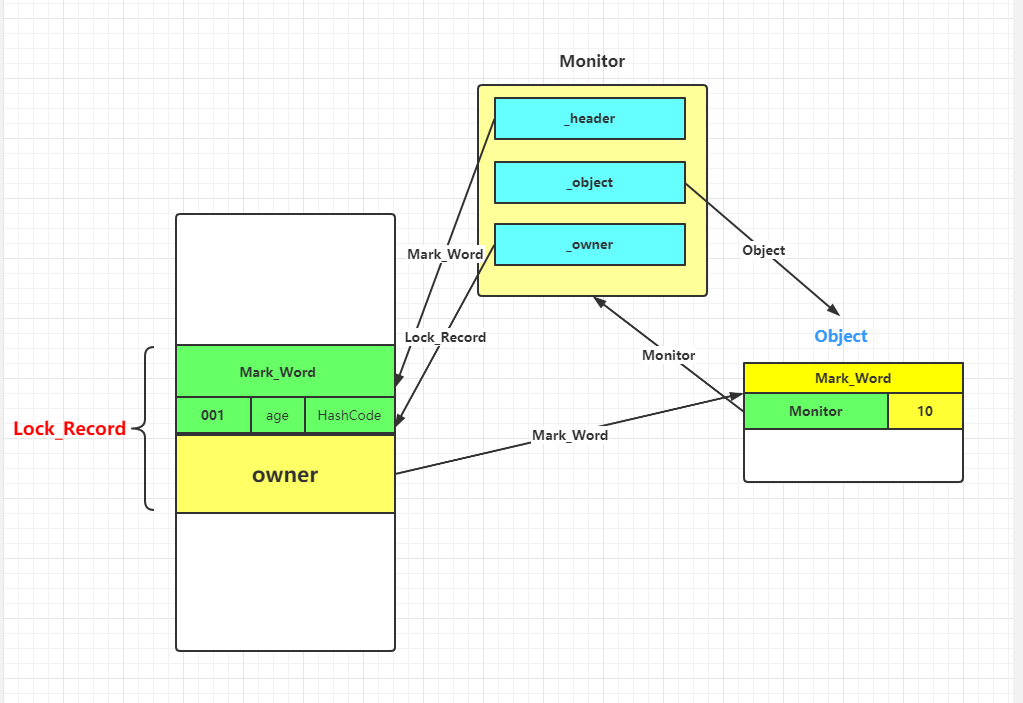 Monitor
_header
_object
_owner
Mark_Word
Object
Lock_Record
Object
Monitor
Mark_Word
Mark_Word
Monitor 10
001 age HashCode
Lock_Record
Mark_Word
owner